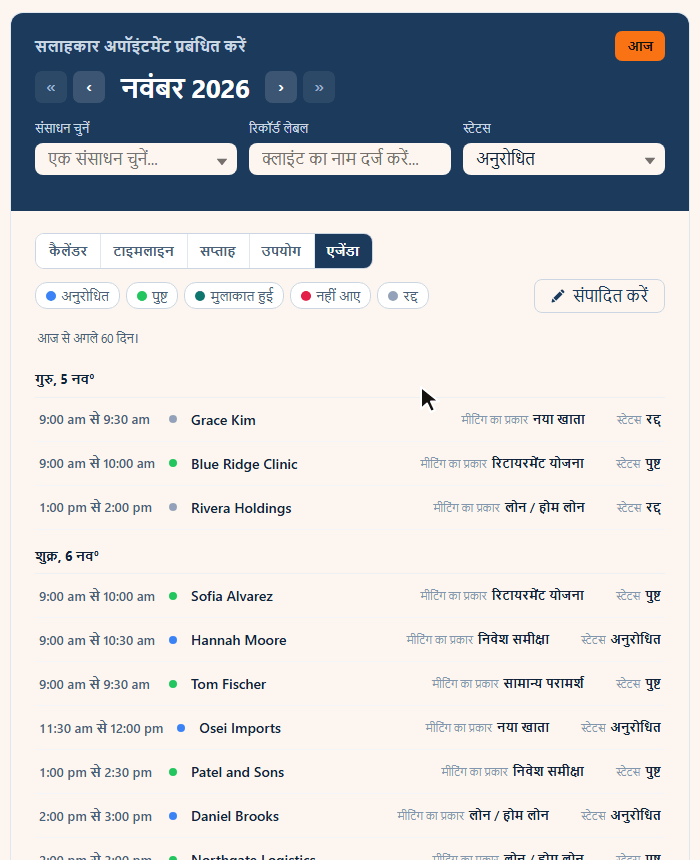 सलाहकार अपॉइंटमेंट प्रबंधित करें
आज
« ‹ नवंबर 2026 › »
संसाधन चुनें रिकॉर्ड लेबल स्टेटस
एक संसाधन चुनें... क्लाइंट का नाम दर्ज करें... अनुरोधित
कैलेंडर टाइमलाइन सप्ताह उपयोग एजेंडा
अनुरोधित पुष्ट मुलाकात हुई नहीं आए रद्द संपादित करें
आज से अगले 60 दिन।
गुरु, 5 नव॰
9:00 am से 9:30 am Grace Kim मीटिंग का प्रकार नया खाता स्टेटस रद्द
9:00 am से 10:00 am Blue Ridge Clinic मीटिंग का प्रकार रिटायरमेंट योजना स्टेटस पुष्ट
1:00 pm से 2:00 pm Rivera Holdings मीटिंग का प्रकार लोन / होम लोन स्टेटस रद्द
शुक्र, 6 नव॰
9:00 am से 10:00 am Sofia Alvarez मीटिंग का प्रकार रिटायरमेंट योजना स्टेटस पुष्ट
9:00 am से 10:30 am Hannah Moore मीटिंग का प्रकार निवेश समीक्षा स्टेटस अनुरोधित
9:00 am से 9:30 am Tom Fischer मीटिंग का प्रकार सामान्य परामर्श स्टेटस पुष्ट
11:30 am से 12:00 pm Osei Imports मीटिंग का प्रकार नया खाता स्टेटस अनुरोधित
1:00 pm से 2:30 pm Patel and Sons मीटिंग का प्रकार निवेश समीक्षा स्टेटस पुष्ट
2:00 pm से 3:00 pm Daniel Brooks मीटिंग का प्रकार लोन / होम लोन स्टेटस अनुरोधित
Northgate Logistics मीटिंग का प्रकार लोन / होम लोन स्टेटस पुष्ट